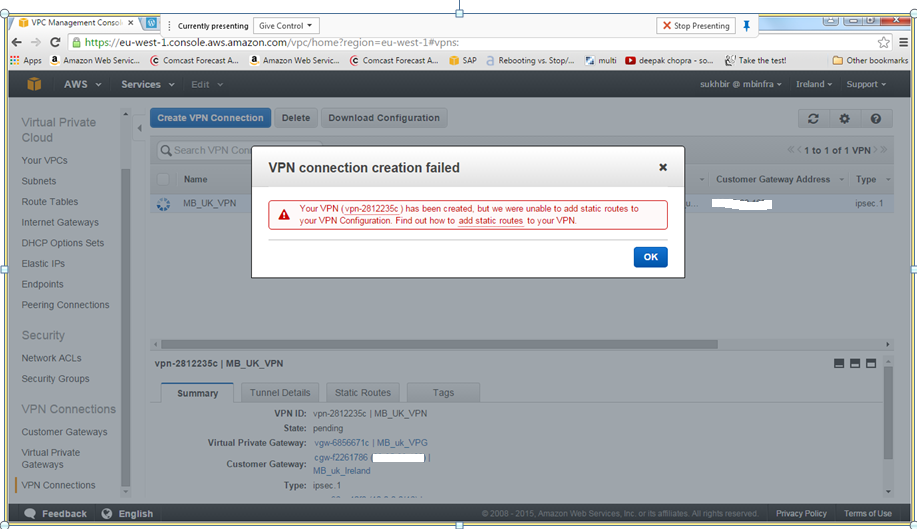 VPC Management Consol
Currently presenting
Give Control
Stop Presenting
https://eu-west-1.console.aws.amazon.com/vpc/home?region=eu-west-1#vpns:
Apps
Amazon Web Servic...
Comcast Forecast A...
Amazon Web Servic...
Comcast Forecast A...
SAP
Rebooting vs. Stop/...
multi
deepak chopra - so...
Take the test!
Other bookmarks
AWS
Services
Edit
sukhbir @ mbinfra
Ireland
Support
Virtual Private
Cloud
Your VPCs
Subnets
Route Tables
Internet Gateways
DHCP Options Sets
Elastic IPs
Endpoints
Peering Connections
Security
Network ACLs
Security Groups
VPN Connections
Customer Gateways
Virtual Private
Gateways
VPN Connections
Create VPN Connection
Delete
Download Configuration
Search VPN Con
1 to 1 of 1 VPN
Name
Customer Gateway Address
Type
MB_UK_VPN
u...
ipsec.1
VPN connection creation failed
Your VPN (vpn-2812235c) has been created, but we were unable to add static routes to
your VPN Configuration. Find out how to add static routes to your VPN.
OK
vpn-2812235c | MB_UK_VPN
Summary
Tunnel Details
Static Routes
Tags
VPN ID: vpn-2812235c | MB_UK_VPN
State: pending
Virtual Private Gateway: vgw-6856671c | MB_uk_VPG
Customer Gateway: cgw-f2261786 ( ) |
MB_uk_Ireland
Type: ipsec.1
Feedback
English
© 2008 - 2015, Amazon Web Services, Inc. or its affiliates. All rights reserved.
Privacy Policy
Terms of Use